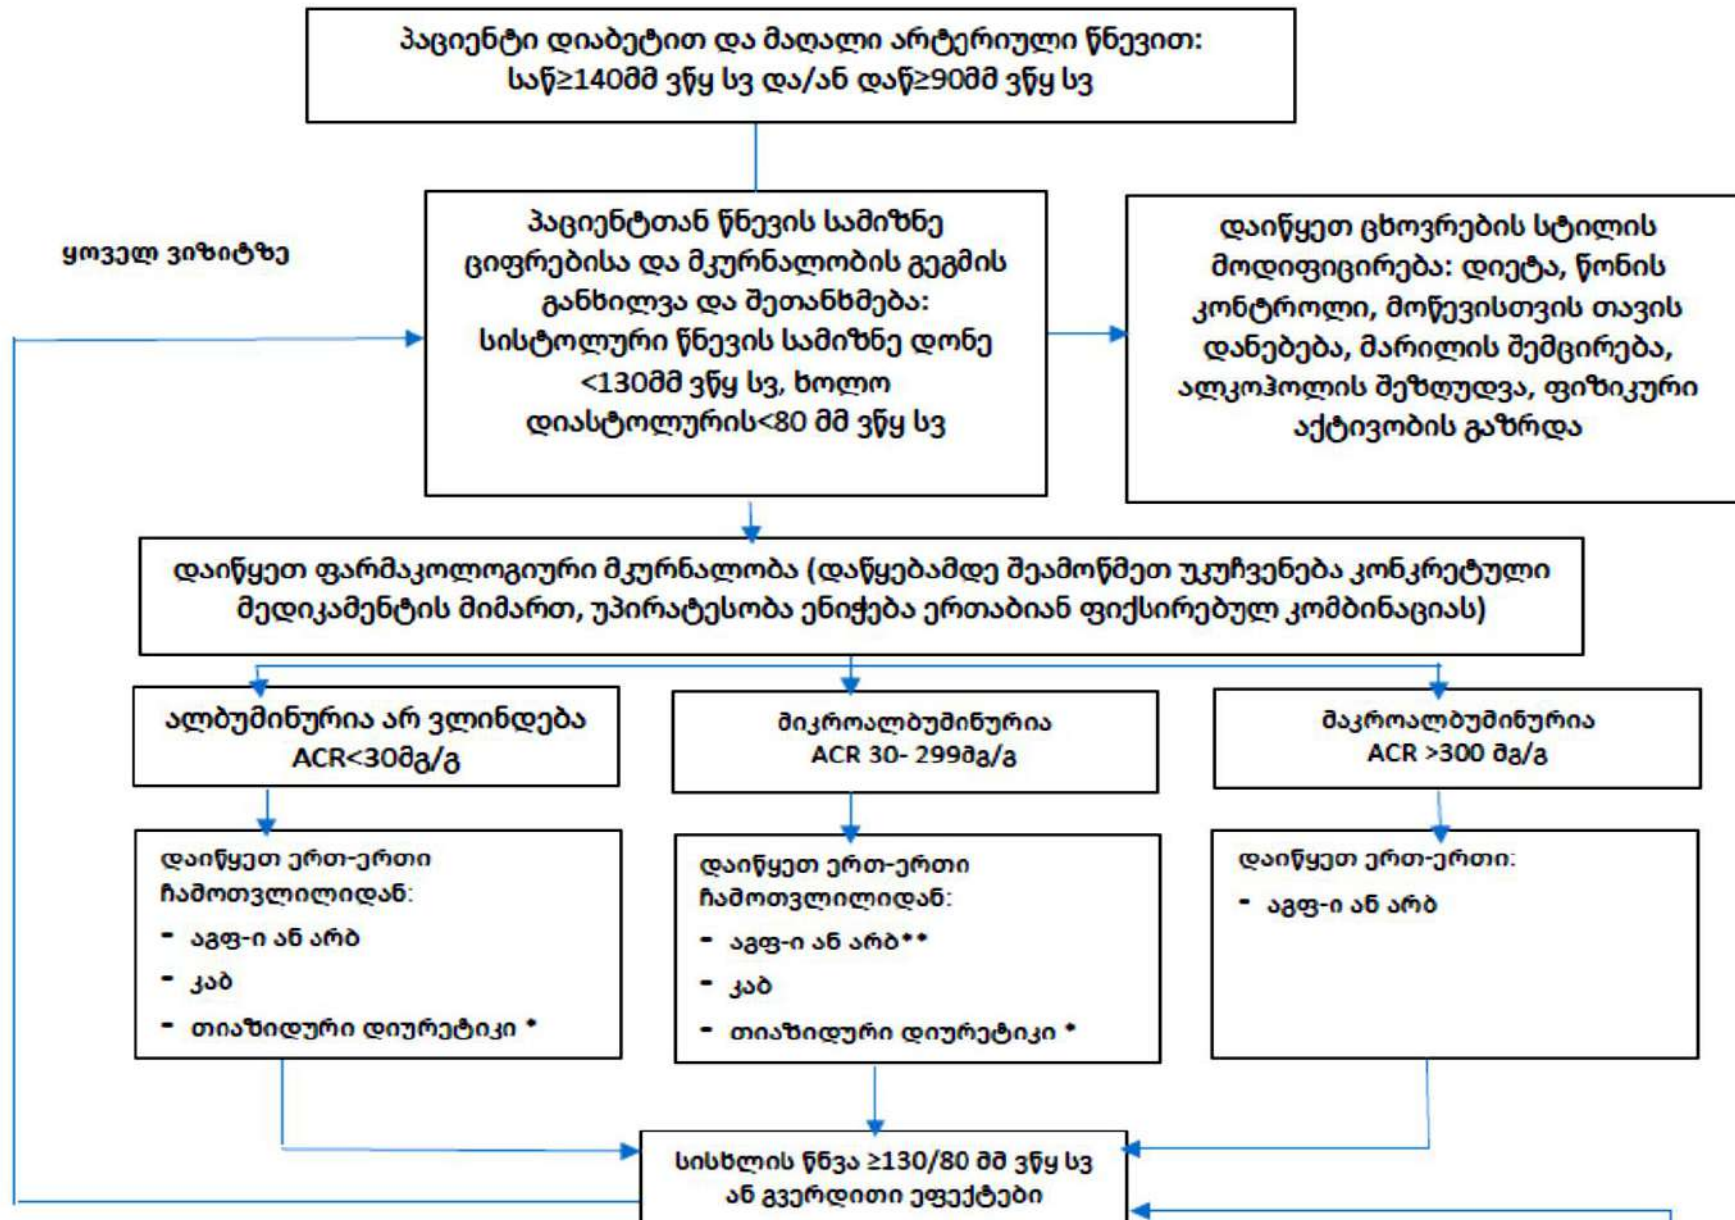 პაციენტი დიაბეტით და მაღალი არტერიული წნევით:
საწ≥140მმ ვწყ სვ და/ან დაწ≥90მმ ვწყ სვ
ყოველ ვიზიტზე
პაციენტთან წნევის სამიზნე
ციფრებისა და მკურნალობის გეგმის
განხილვა და შეთანხმება:
სისტოლური წნევის სამიზნე დონე
<130მმ ვწყ სვ, ხოლო
დიასტოლურის<80 მმ ვწყ სვ
დაიწყეთ ცხოვრების სტილის
მოდიფიცირება: დიეტა, წონის
კონტროლი, მოწევისთვის თავის
დანებება, მარილის შემცირება,
ალკოჰოლის შეზღუდვა, ფიზიკური
აქტივობის გაზრდა
დაიწყეთ ფარმაკოლოგიური მკურნალობა (დაწყებამდე შეამოწმეთ უკუჩვენება კონკრეტული
მედიკამენტის მიმართ, უპირატესობა ენიჭება ერთაბიან ფიქსირებულ კომბინაციას)
ალბუმინურია არ ვლინდება
ACR<30მგ/გ
მიკროალბუმინურია
ACR 30- 299მგ/გ
მაკროალბუმინურია
ACR >300 მგ/გ
დაიწყეთ ერთ-ერთი
ჩამოთვლილიდან:
- აგფ-ი ან არბ
- კაბ
- თიაზიდური დიურეტიკი *
დაიწყეთ ერთ-ერთი
ჩამოთვლილიდან:
- აგფ-ი ან არბ**
- კაბ
- თიაზიდური დიურეტიკი *
დაიწყეთ ერთ-ერთი:
- აგფ-ი ან არბ
სისხლის წნვა ≥130/80 მმ ვწყ სვ
ან გვერდითი ეფექტები